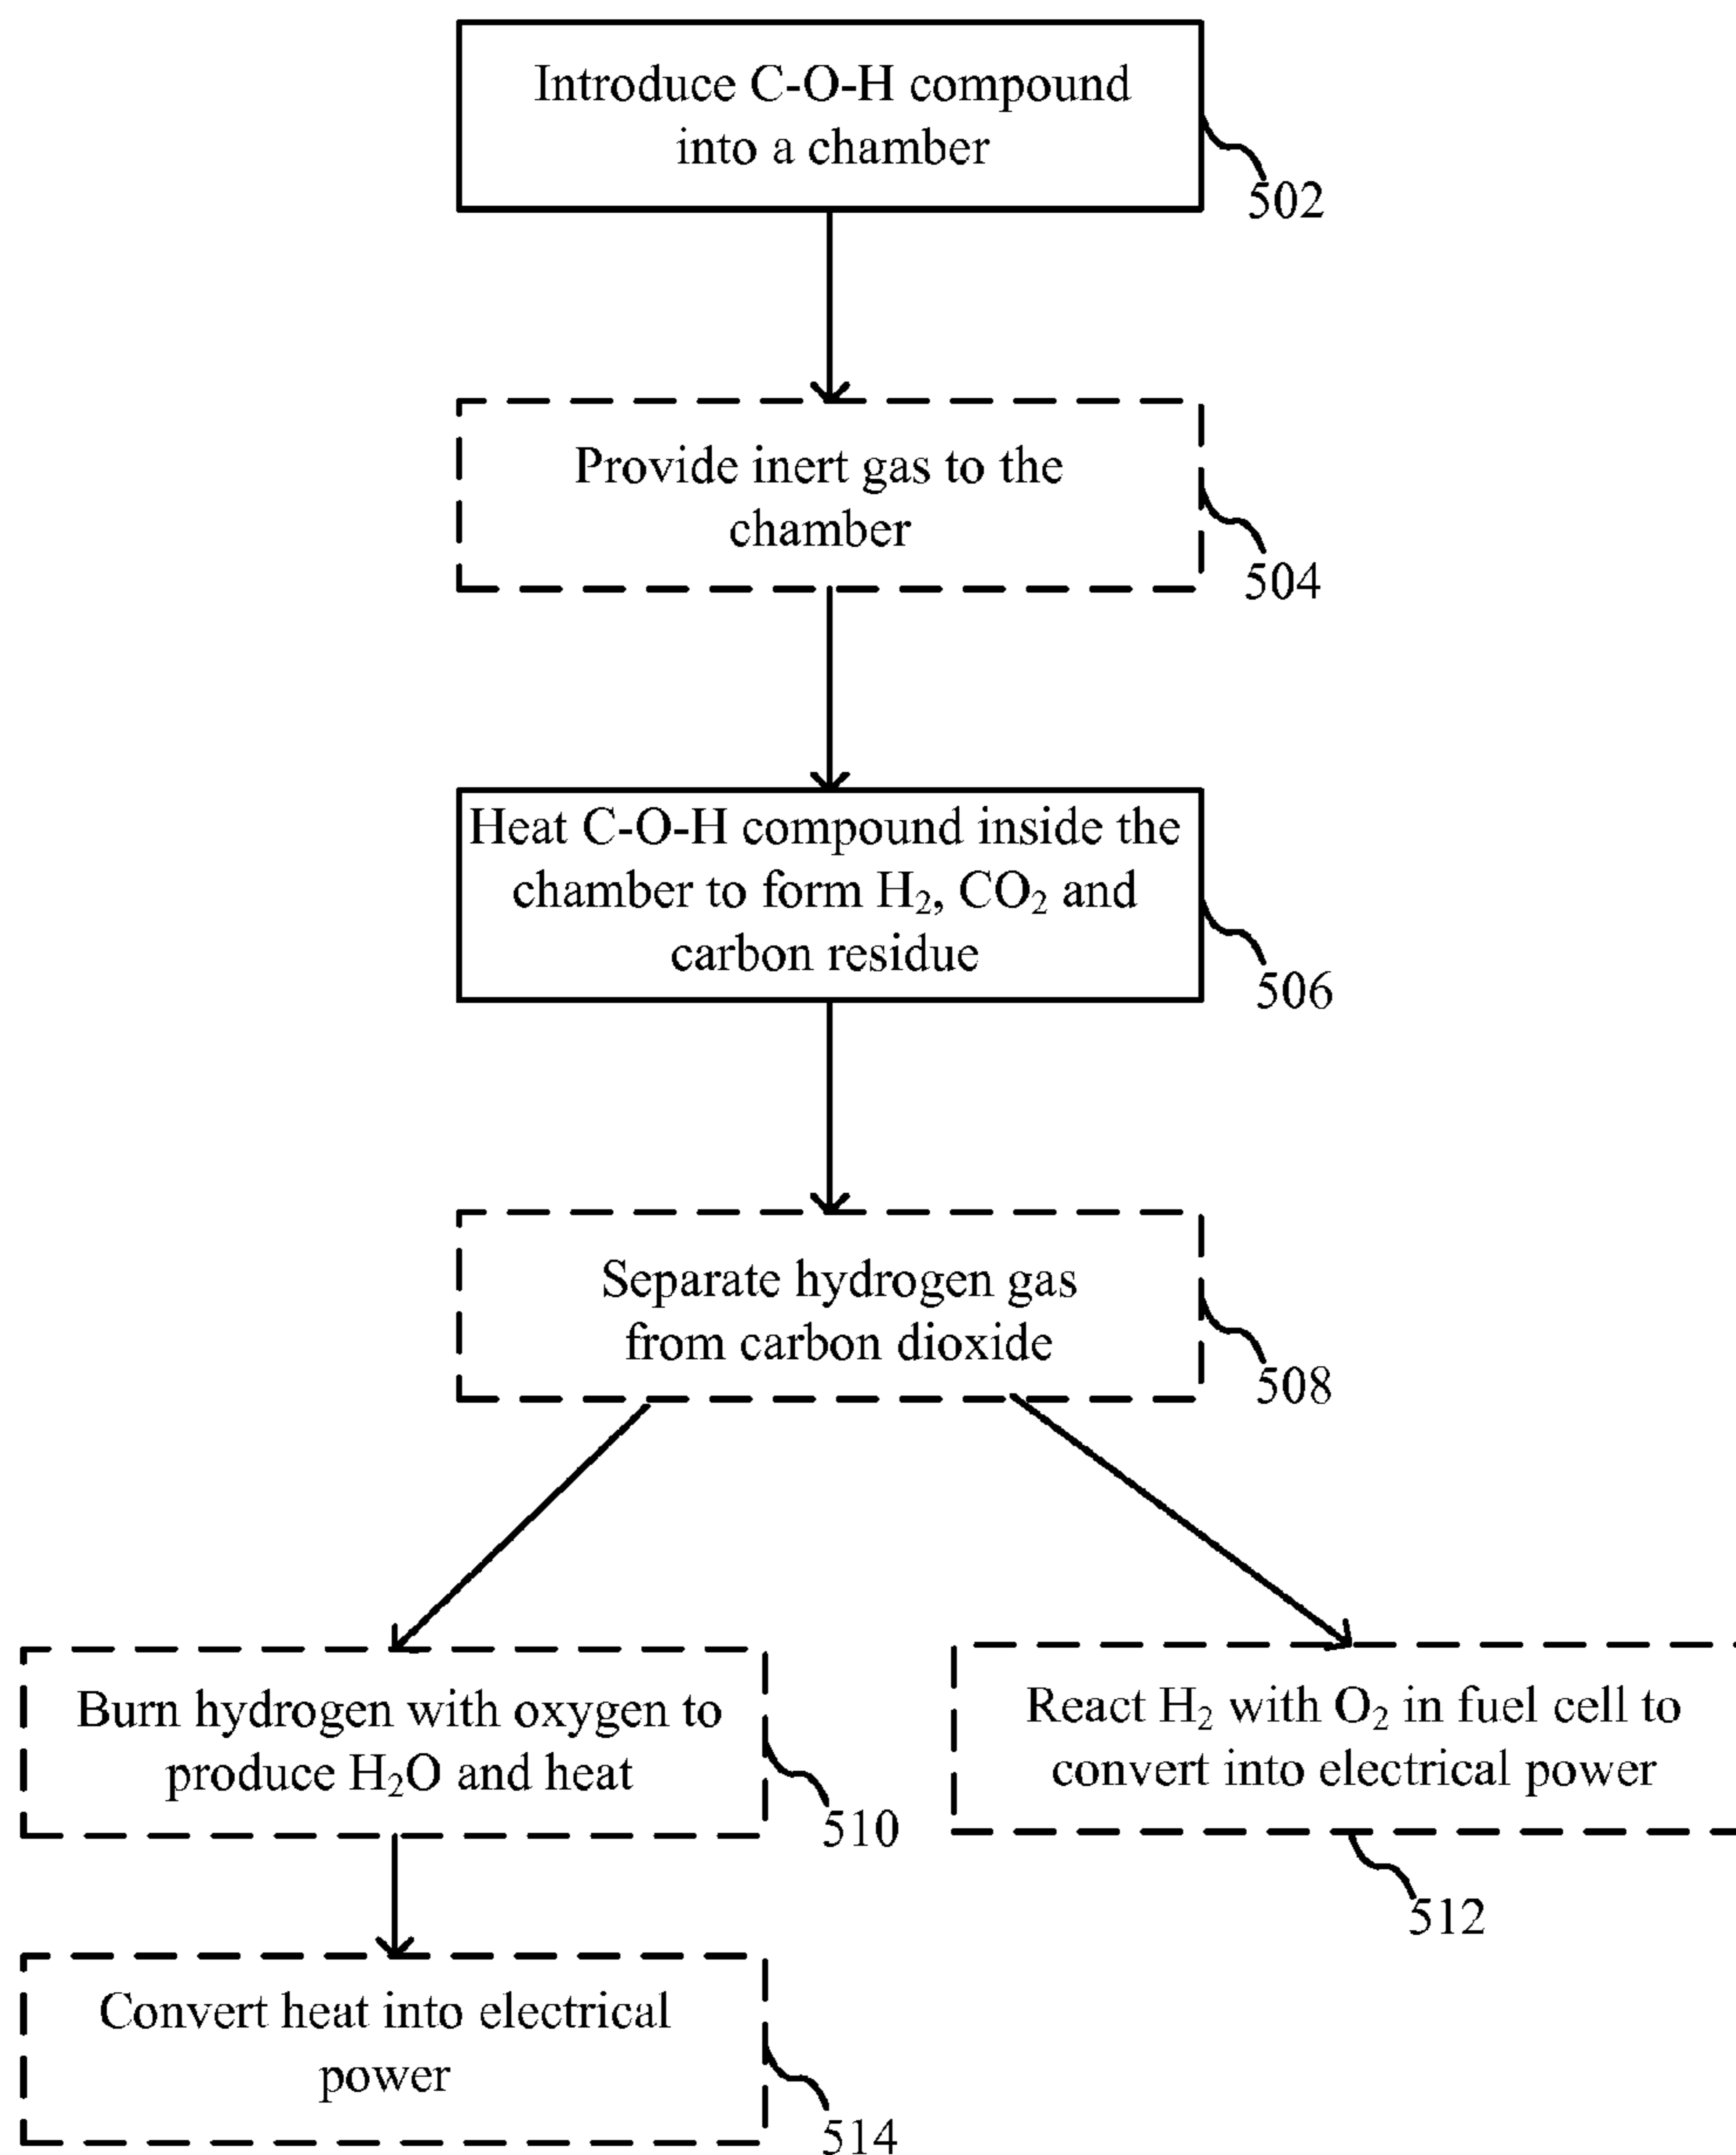 Introduce C-O-H compound
into a chamber
502
Provide inert gas to the
chamber
504
Heat C-O-H compound inside the
chamber to form H₂, CO₂ and
carbon residue
506
Separate hydrogen gas
from carbon dioxide
508
Burn hydrogen with oxygen to
produce H₂O and heat
510
React H₂ with O₂ in fuel cell to
convert into electrical power
512
Convert heat into electrical
power
514